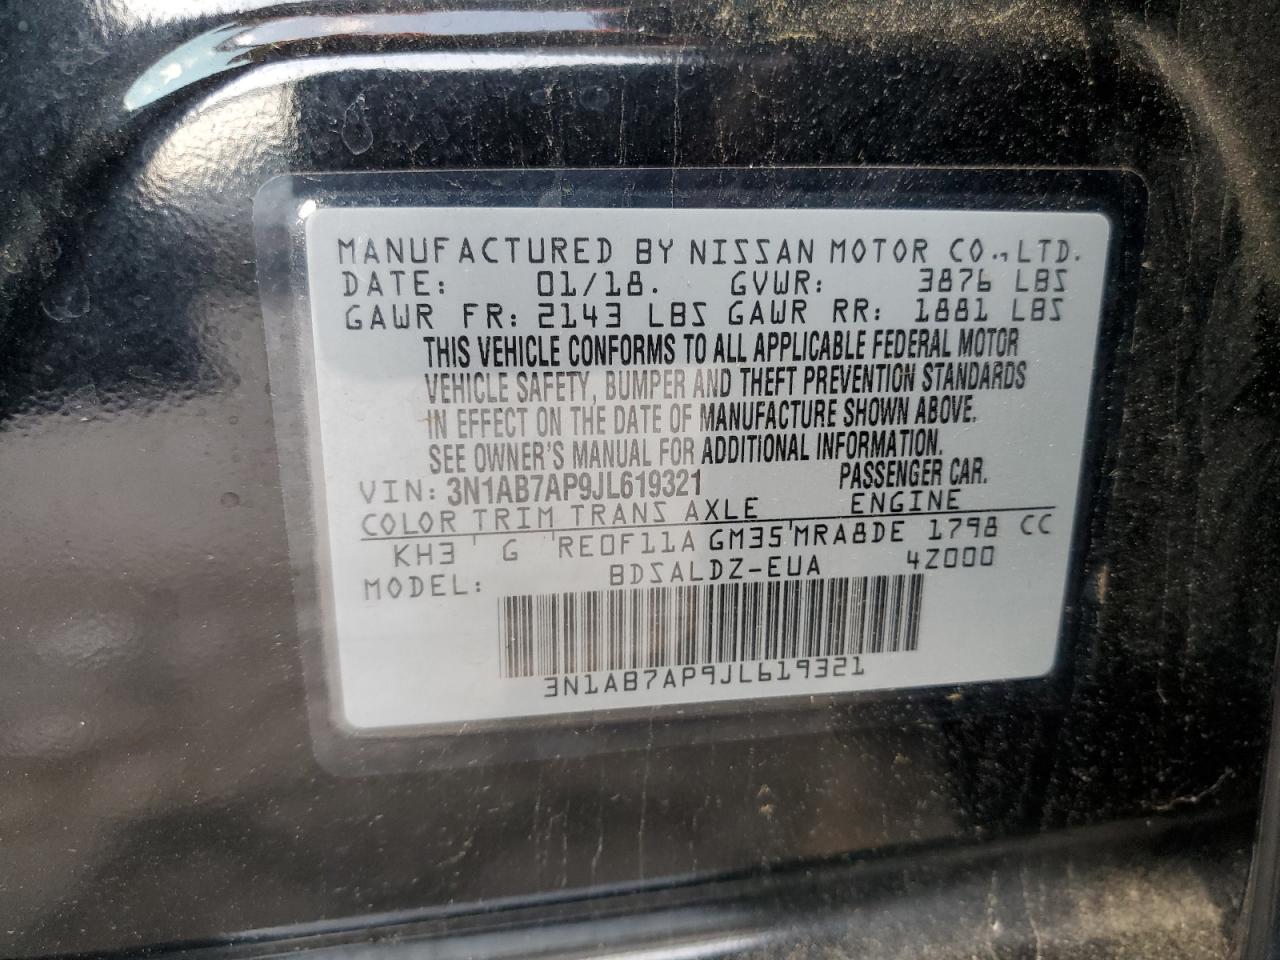 MANUFACTURED BY NISSAN MOTOR CO., LTD.
DATE: 01/18. GVWR: 3876 LBS
GAWR FR: 2143 LBS GAWR RR: 1881 LBS
THIS VEHICLE CONFORMS TO ALL APPLICABLE FEDERAL MOTOR
VEHICLE SAFETY, BUMPER AND THEFT PREVENTION STANDARDS
IN EFFECT ON THE DATE OF MANUFACTURE SHOWN ABOVE.
SEE OWNER'S MANUAL FOR ADDITIONAL INFORMATION.
VIN: 3N1AB7AP9JL619321 PASSENGER CAR.
COLOR TRIM TRANS AXLE ENGINE
KH3 G RE0F11A GM35 MRA8DE 1798 CC
MODEL: BDSALDZ-EUA 4Z000
3N1AB7AP9JL619321